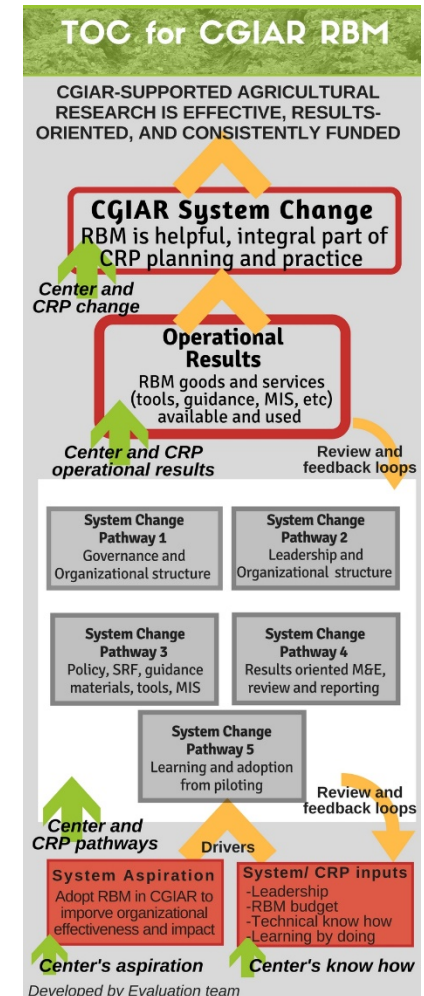 TOC for CGIAR RBM
CGIAR-SUPPORTED AGRICULTURAL
RESEARCH IS EFFECTIVE, RESULTS-
ORIENTED, AND CONSISTENTLY FUNDED
CGIAR System Change
RBM is helpful, integral part of
CRP planning and practice
Center and
CRP change
Operational
Results
RBM goods and services
(tools, guidance, MIS, etc)
available and used
Center and CRP
operational results
Review and
feedback loops
System Change
Pathway 1
Governance and
Organizational structure
System Change
Pathway 2
Leadership and
Organizational structure
System Change
Pathway 3
Policy, SRF, guidance
materials, tools, MIS
System Change
Pathway 4
Results oriented M&E,
review and reporting
System Change
Pathway 5
Learning and adoption
from piloting
Center and
CRP pathways
Drivers
Review and
feedback loops
System Aspiration
Adopt RBM in CGIAR to
imporve organizational
effectiveness and impact
System/ CRP inputs
-Leadership
-RBM budget
-Technical know how
-Learning by doing
Center's aspiration
Center's know how
Developed by Evaluation team